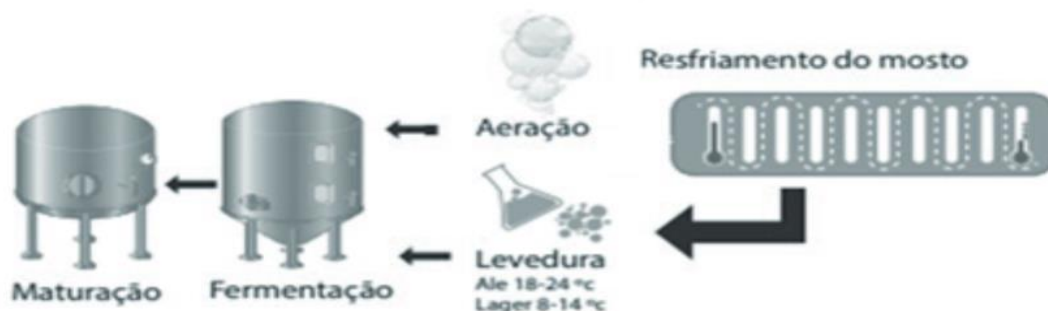 Resfriamento do mosto
Aeração
Levedura
Ale 18-24 ºc
Lager 8-14 ºc
Fermentação
Maturação